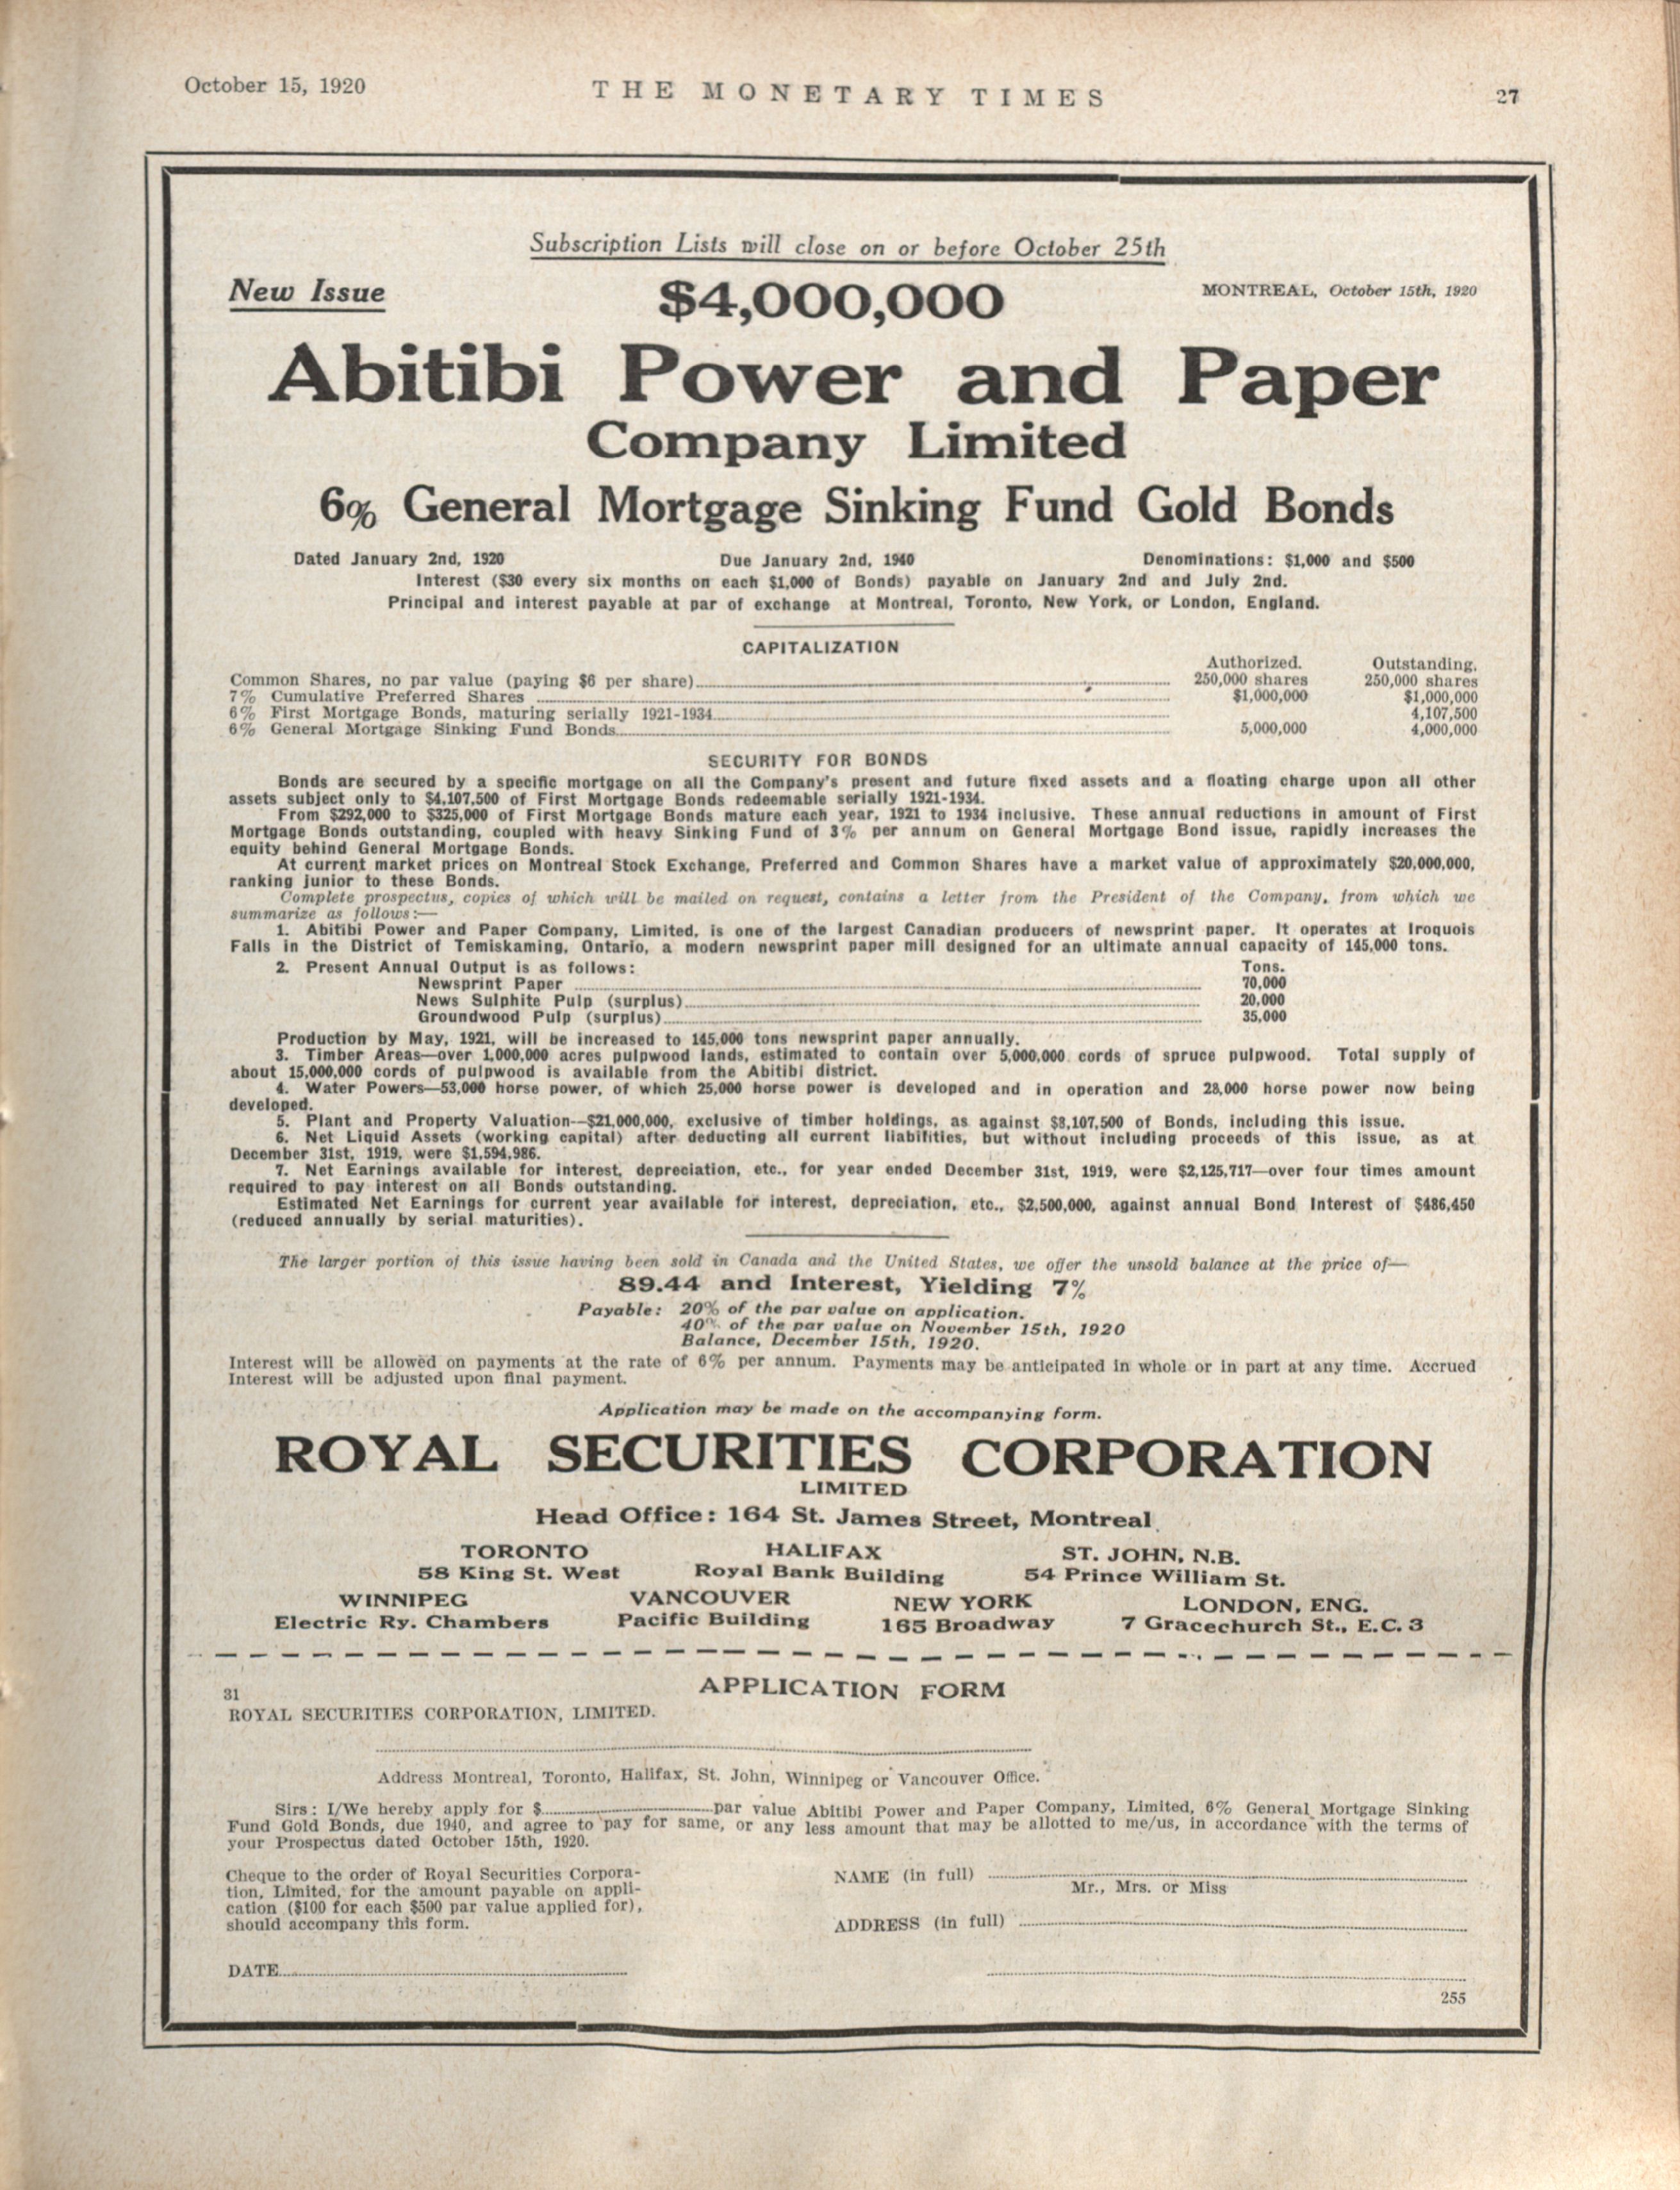 October 15, 1920 THE MONETARY TIMES 27
Subscription Lists will close on or before October 25th
New Issue $4,000,000 MONTREAL, October 15th, 1920
Abitibi Power and Paper
Company Limited
6% General Mortgage Sinking Fund Gold Bonds
Dated January 2nd, 1920 Due January 2nd, 1940 Denominations: $1,000 and $500
Interest ($30 every six months on each $1,000 of Bonds) payable on January 2nd and July 2nd.
Principal and interest payable at par of exchange at Montreal, Toronto, New York, or London, England.
CAPITALIZATION
Authorized. Outstanding.
Common Shares, no par value (paying $6 per share) 250,000 shares 250,000 shares
7% Cumulative Preferred Shares $1,000,000 $1,000,000
6% First Mortgage Bonds, maturing serially 1921-1934 4,107,500
6% General Mortgage Sinking Fund Bonds 5,000,000 4,000,000
SECURITY FOR BONDS
Bonds are secured by a specific mortgage on all the Company's present and future fixed assets and a floating charge upon all other
assets subject only to $4,107,500 of First Mortgage Bonds redeemable serially 1921-1934.
From $292,000 to $325,000 of First Mortgage Bonds mature each year, 1921 to 1934 inclusive. These annual reductions in amount of First
Mortgage Bonds outstanding, coupled with heavy Sinking Fund of 3% per annum on General Mortgage Bond issue, rapidly increases the
equity behind General Mortgage Bonds.
At current market prices on Montreal Stock Exchange, Preferred and Common Shares have a market value of approximately $20,000,000,
ranking junior to these Bonds.
Complete prospectus, copies of which will be mailed on request, contains a letter from the President of the Company, from which we
summarize as follows:—
1. Abitibi Power and Paper Company, Limited, is one of the largest Canadian producers of newsprint paper. It operates at Iroquois
Falls in the District of Temiskaming, Ontario, a modern newsprint paper mill designed for an ultimate annual capacity of 145,000 tons.
2. Present Annual Output is as follows: Tons.
Newsprint Paper 70,000
News Sulphite Pulp (surplus) 20,000
Groundwood Pulp (surplus) 35,000
Production by May, 1921, will be increased to 145,000 tons newsprint paper annually.
3. Timber Areas—over 1,000,000 acres pulpwood lands, estimated to contain over 5,000,000 cords of spruce pulpwood. Total supply of
about 15,000,000 cords of pulpwood is available from the Abitibi district.
4. Water Powers—53,000 horse power, of which 25,000 horse power is developed and in operation and 28,000 horse power now being
developed.
5. Plant and Property Valuation—$21,000,000, exclusive of timber holdings, as against $8,107,500 of Bonds, including this issue.
6. Net Liquid Assets (working capital) after deducting all current liabilities, but without including proceeds of this issue, as at
December 31st, 1919, were $1,594,986.
7. Net Earnings available for interest, depreciation, etc., for year ended December 31st, 1919, were $2,125,717—over four times amount
required to pay interest on all Bonds outstanding.
Estimated Net Earnings for current year available for interest, depreciation, etc., $2,500,000, against annual Bond Interest of $486,450
(reduced annually by serial maturities).
The larger portion of this issue having been sold in Canada and the United States, we offer the unsold balance at the price of—
89.44 and Interest, Yielding 7%
Payable: 20% of the par value on application.
40% of the par value on November 15th, 1920
Balance, December 15th, 1920.
Interest will be allowed on payments at the rate of 6% per annum. Payments may be anticipated in whole or in part at any time. Accrued
Interest will be adjusted upon final payment.
Application may be made on the accompanying form.
ROYAL SECURITIES CORPORATION
LIMITED
Head Office: 164 St. James Street, Montreal
TORONTO HALIFAX ST. JOHN, N.B.
58 King St. West Royal Bank Building 54 Prince William St.
WINNIPEG VANCOUVER NEW YORK LONDON, ENG.
Electric Ry. Chambers Pacific Building 165 Broadway 7 Gracechurch St., E.C. 3
APPLICATION FORM
31
ROYAL SECURITIES CORPORATION, LIMITED.
Address Montreal, Toronto, Halifax, St. John, Winnipeg or Vancouver Office.
Sirs: I/We hereby apply for $ par value Abitibi Power and Paper Company, Limited, 6% General Mortgage Sinking
Fund Gold Bonds, due 1940, and agree to pay for same, or any less amount that may be allotted to me/us, in accordance with the terms of
your Prospectus dated October 15th, 1920.
Cheque to the order of Royal Securities Corpora-
tion, Limited, for the amount payable on appli-
cation ($100 for each $500 par value applied for),
should accompany this form.
NAME (in full)
Mr., Mrs. or Miss
ADDRESS (in full)
DATE
255